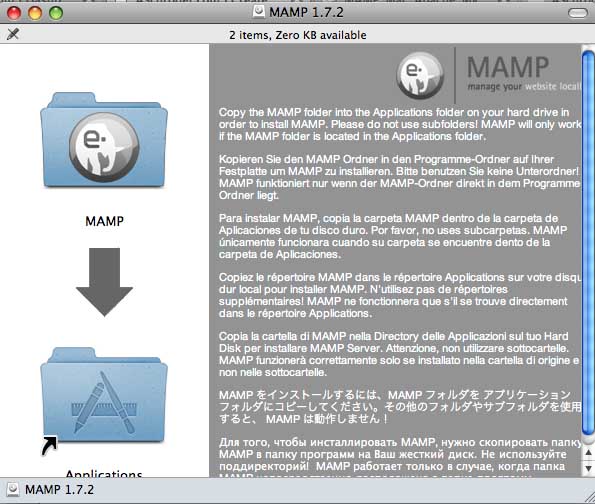 MAMP 1.7.2
2 items, Zero KB available
MAMP
manage your website locall
Copy the MAMP folder into the Applications folder on your hard drive in
order to install MAMP. Please do not use subfolders! MAMP will only work
if the MAMP folder is located in the Applications folder.
Kopieren Sie den MAMP Ordner in den Programme-Ordner auf Ihrer
Festplatte um MAMP zu installieren. Bitte benutzen Sie keine Unterordner!
MAMP funktioniert nur wenn der MAMP-Ordner direkt in dem Programme
Ordner liegt.
Para instalar MAMP, copia la carpeta MAMP dentro de la carpeta de
Aplicaciones de tu disco duro. Por favor, no uses subcarpetas. MAMP
únicamente funcionara cuando su carpeta se encuentre dento de la
carpeta de Aplicaciones.
Copiez le répertoire MAMP dans le répertoire Applications sur votre disqu
dur local pour installer MAMP. N'utilisez pas de répertoires
supplémentaires! MAMP ne fonctionnera que s'il se trouve directement
dans le répertoire Applications.
Copia la cartella di MAMP nella Directory delle Applicazioni sul tuo Hard
Disk per installare MAMP Server. Attenzione, non utilizzare sottocartelle.
MAMP funzionerà correttamente solo se installato nella cartella di origine e
non nelle sottocartelle.
MAMP をインストールするには、MAMP フォルダを アプリケーション
フォルダにコピーしてください。その他のフォルダやサブフォルダを使用
すると、 MAMP は動作しません！
Для того, чтобы инсталлировать MAMP, нужно скопировать папку
MAMP в папку программ на Ваш жесткий диск. Не используйте
поддиректорий! MAMP работает только в случае, когда папка
MAMP
Applications
MAMP 1.7.2